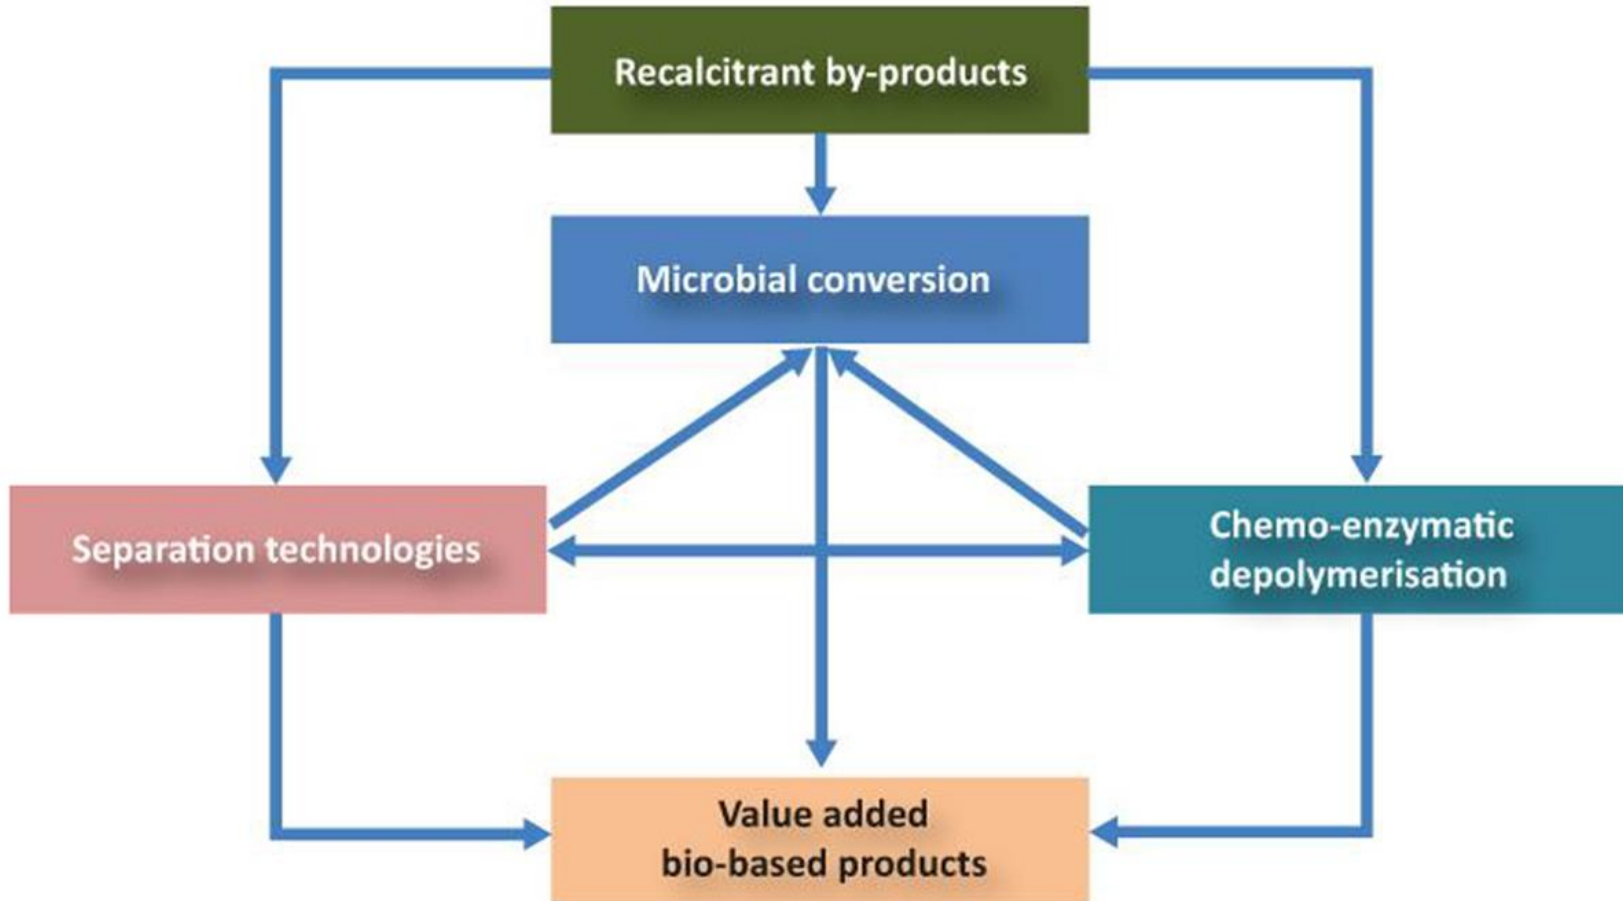 Recalcitrant by-products
Microbial conversion
Separation technologies
Chemo-enzymatic
depolymerisation
Value added
bio-based products